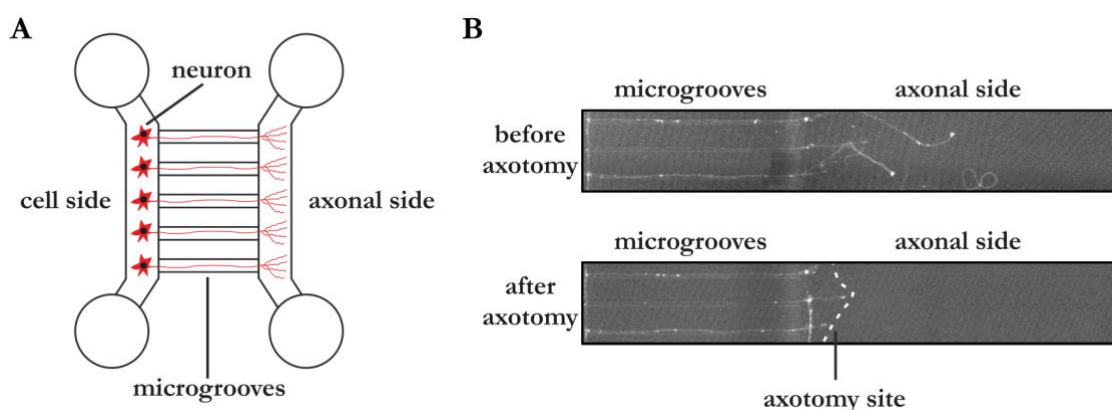 A
neuron
cell side
axonal side
microgrooves
B
microgrooves axonal side
before
axotomy
microgrooves axonal side
after
axotomy
axotomy site